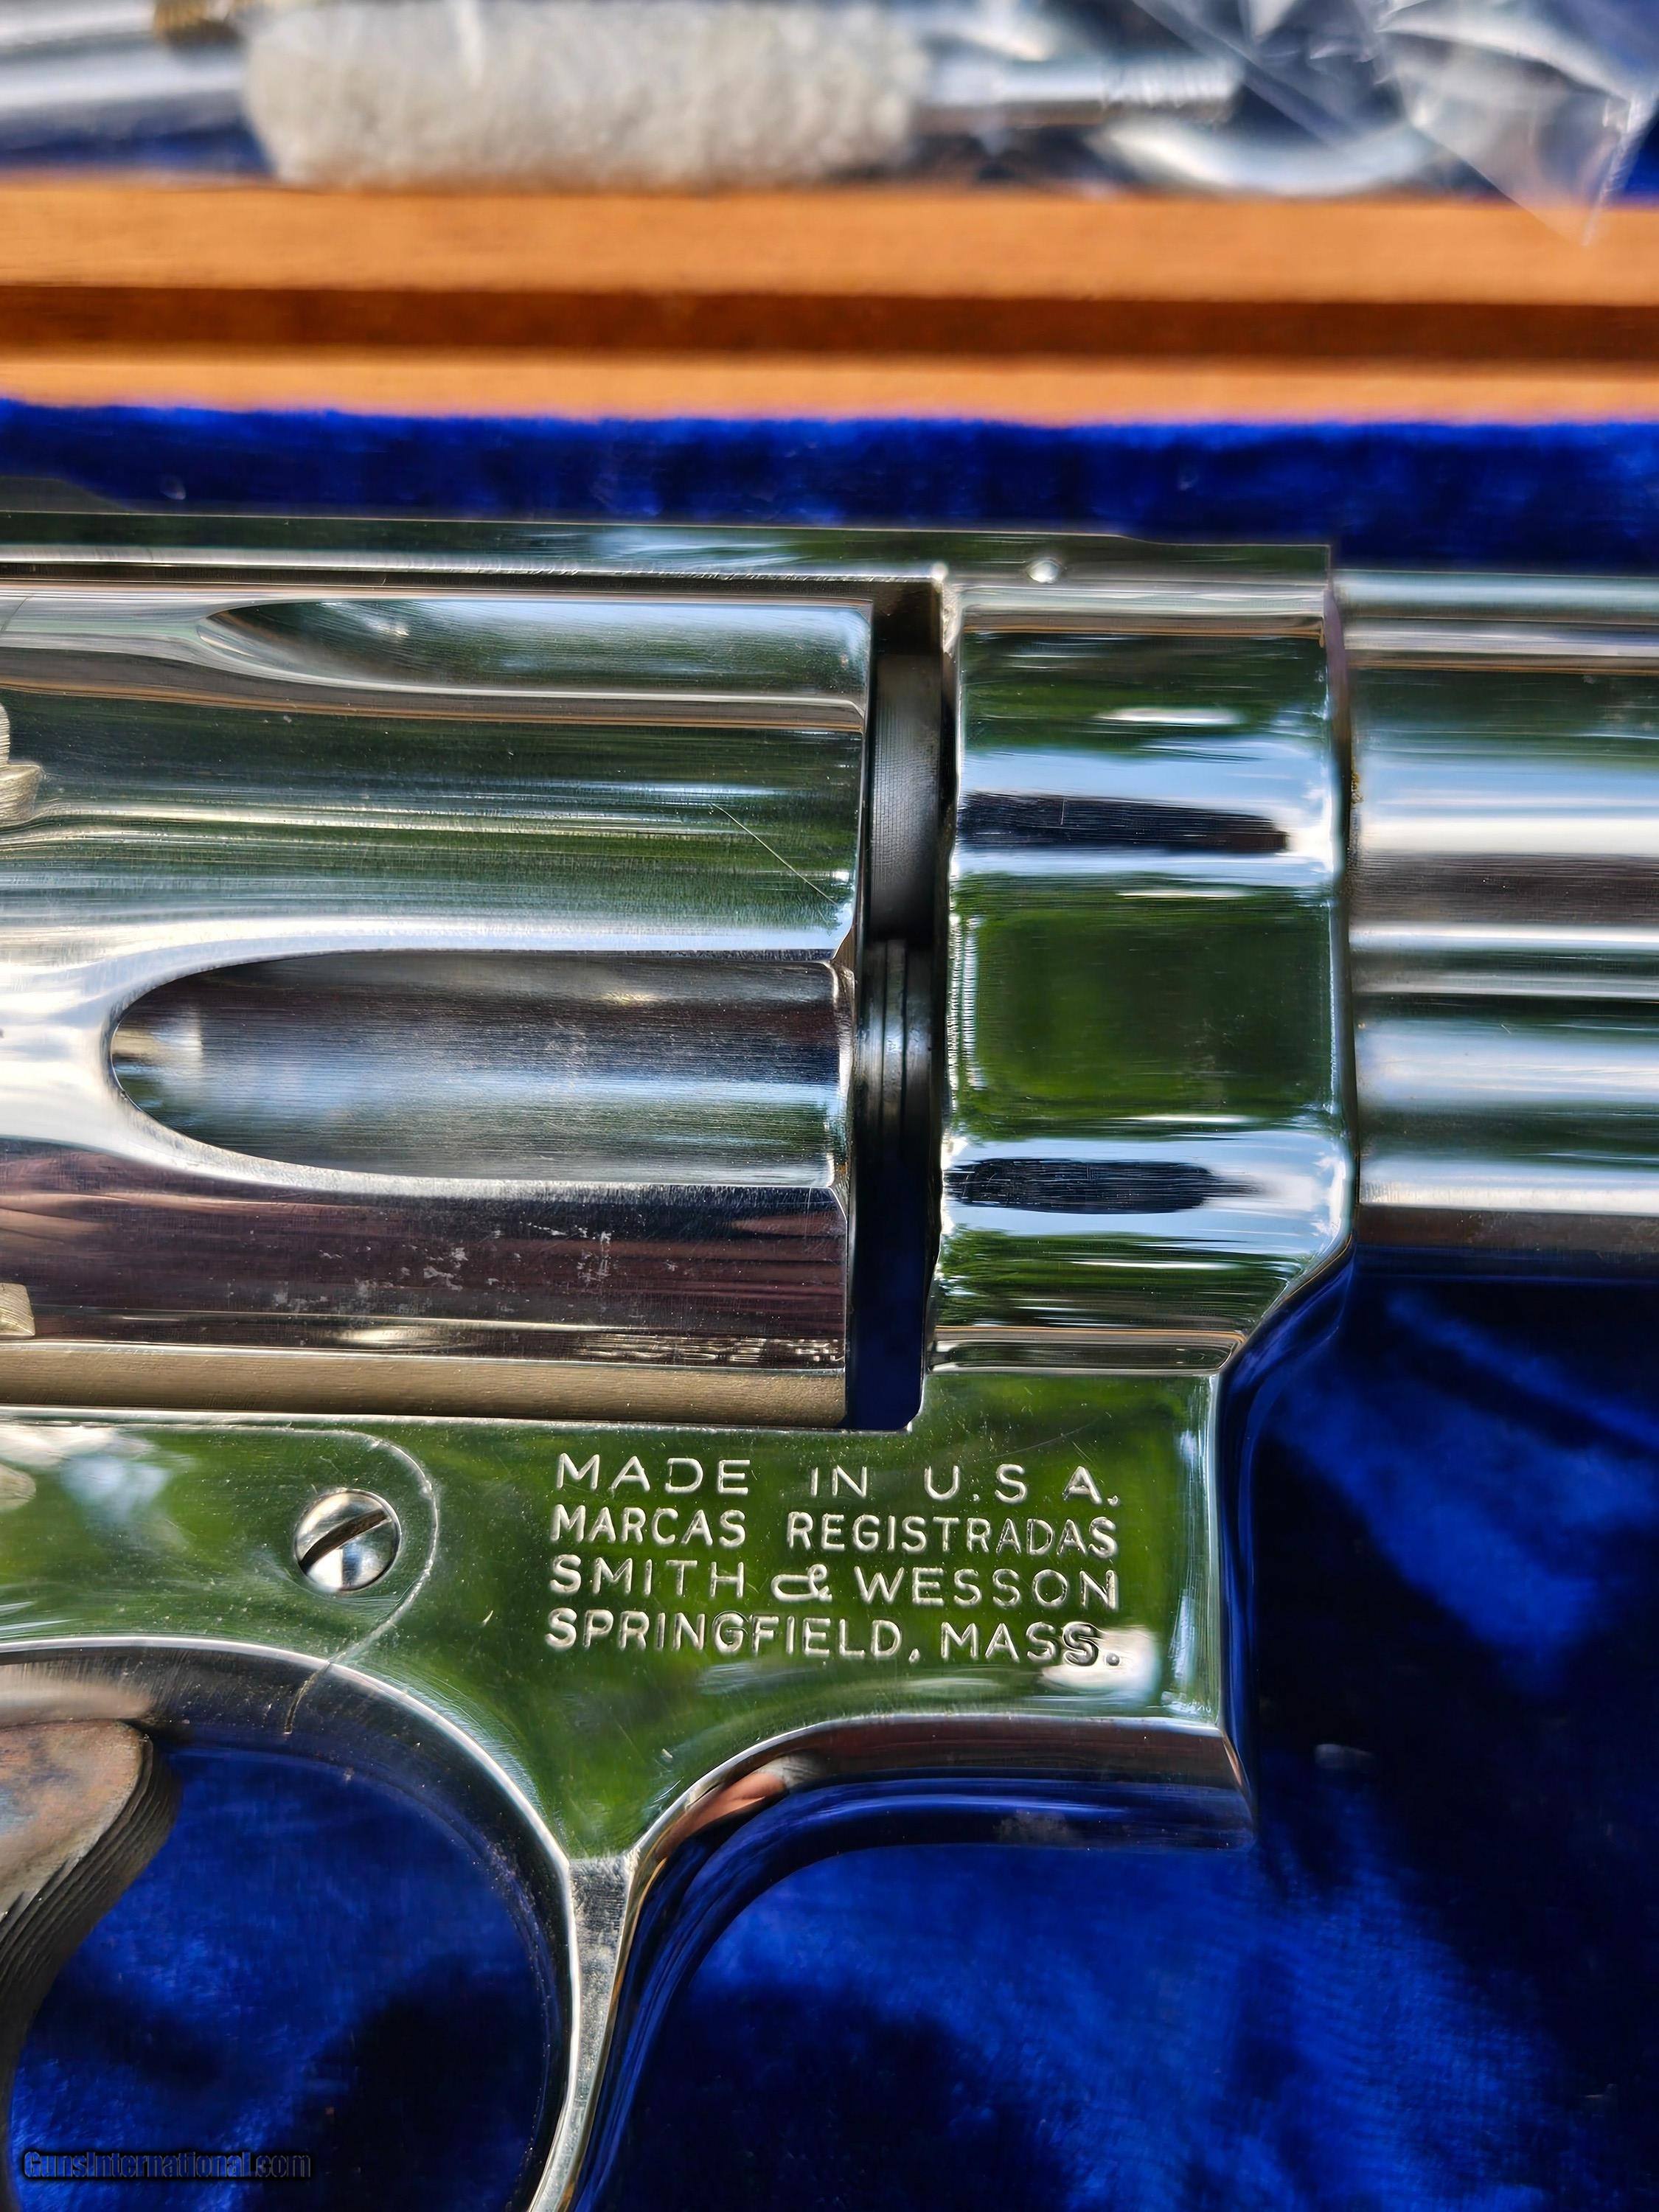 MADE IN U.S.A.
MARCAS REGISTRADAS
SMITH & WESSON
SPRINGFIELD, MASS.
GunsInternational.com